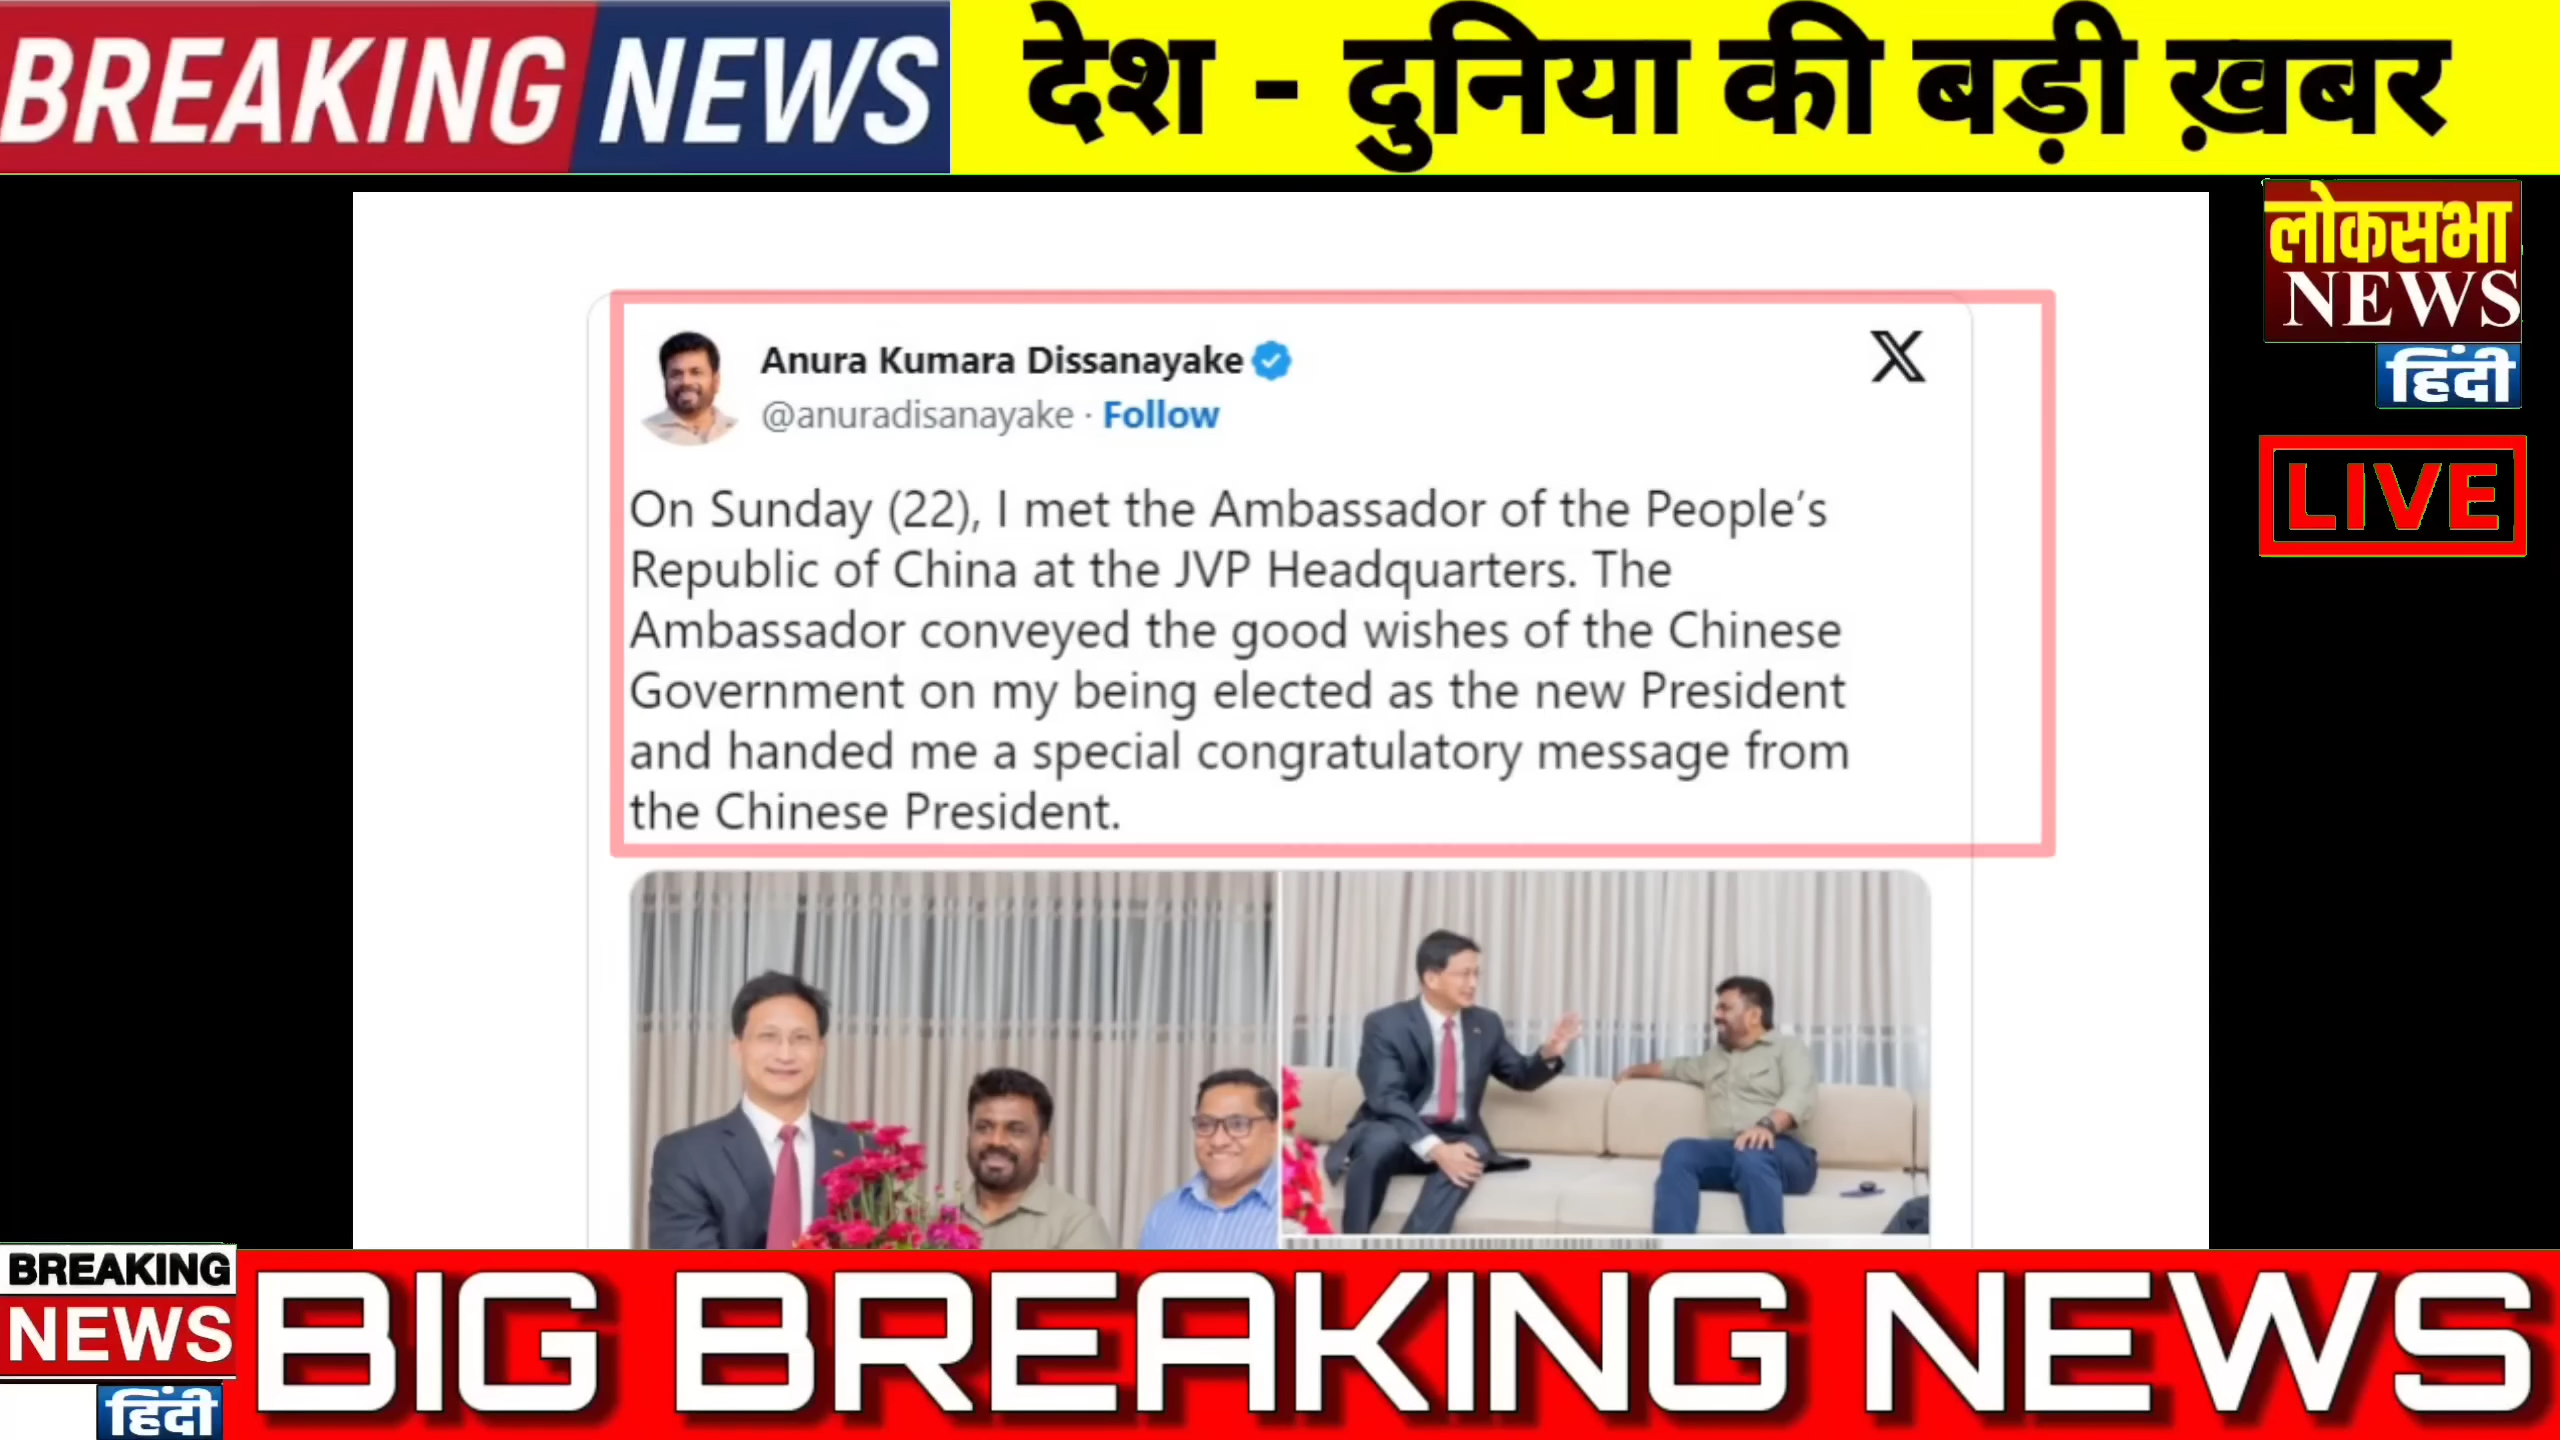 BREAKING NEWS
देश - दुनिया की बड़ी ख़बर
लोकसभा
NEWS
हिंदी
LIVE
Anura Kumara Dissanayake
X
@anuradisanayake · Follow
On Sunday (22), I met the Ambassador of the People’s
Republic of China at the JVP Headquarters. The
Ambassador conveyed the good wishes of the Chinese
Government on my being elected as the new President
and handed me a special congratulatory message from
the Chinese President.
BREAKING
NEWS
हिंदी
BIG BREAKING NEWS